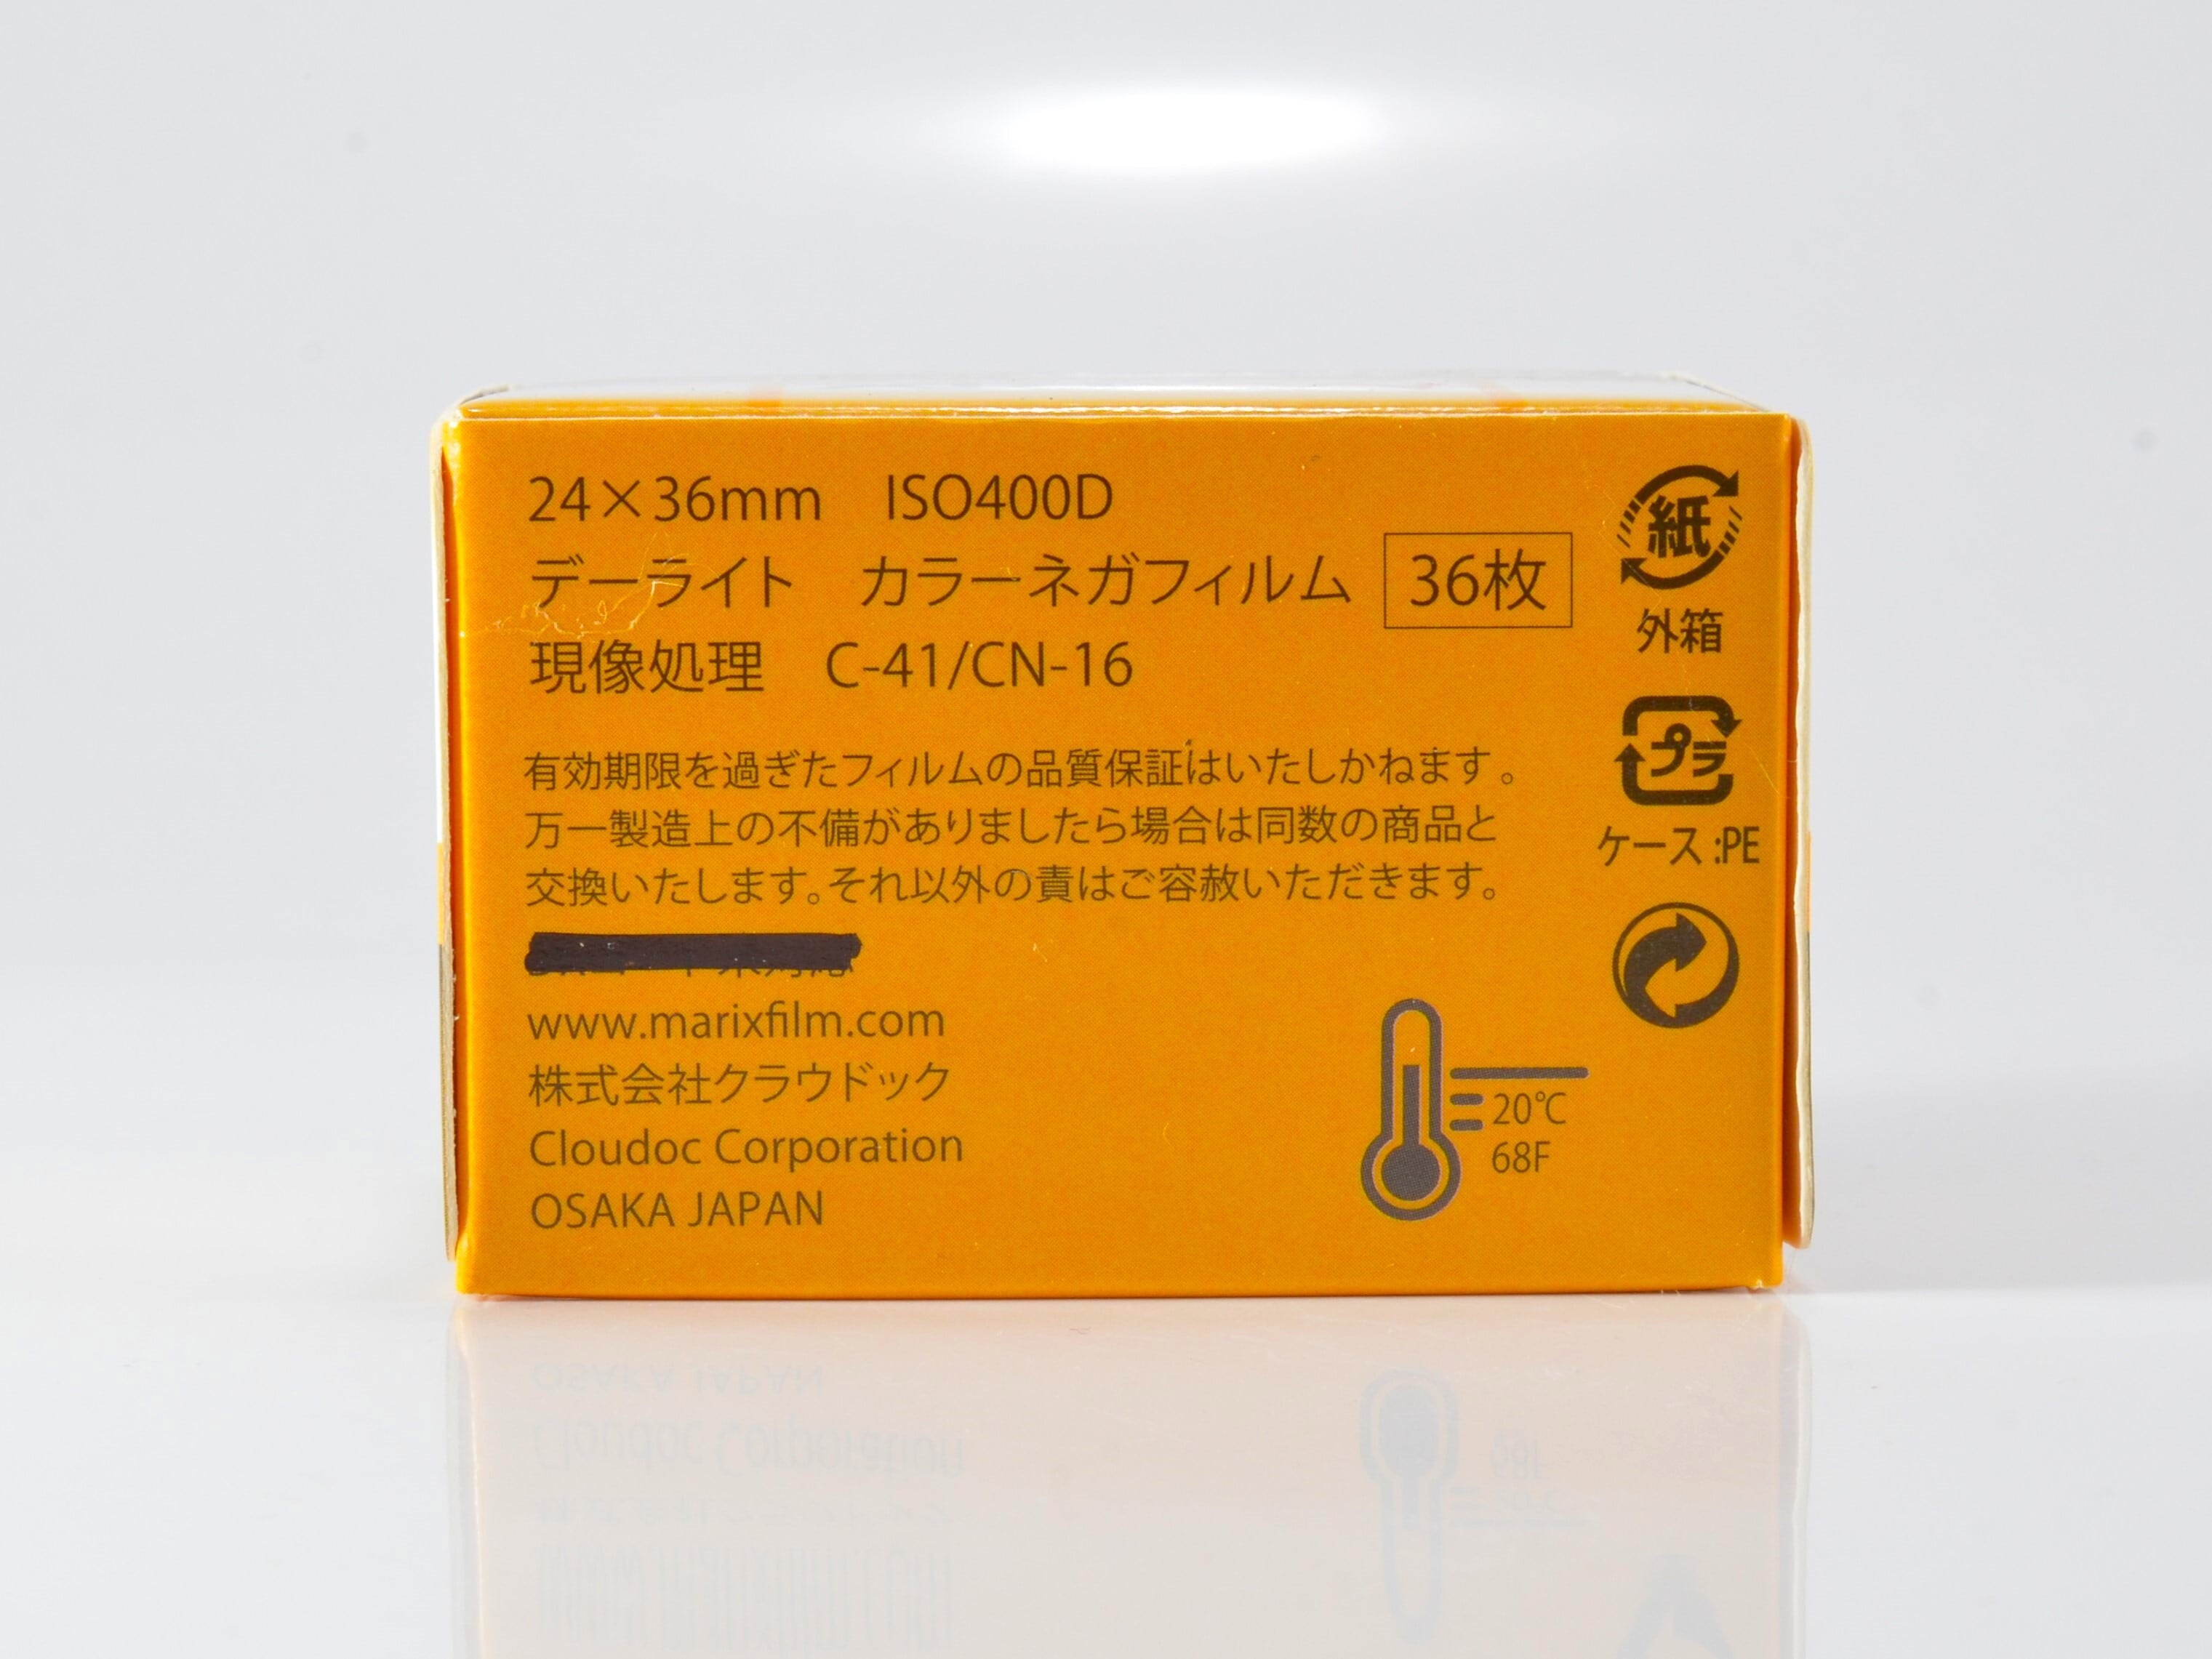 24×36mm　ISO400D
デーライト　カラーネガフィルム　36枚
現像処理　C-41/CN-16
有効期限を過ぎたフィルムの品質保証はいたしかねます。
万一製造上の不備がありましたら場合は同数の商品と
交換いたします。それ以外の責はご容赦いただきます。
www.marixfilm.com
株式会社クラウドック
Cloudoc Corporation
OSAKA JAPAN
紙
外箱
プラ
ケース:PE
20℃
68F